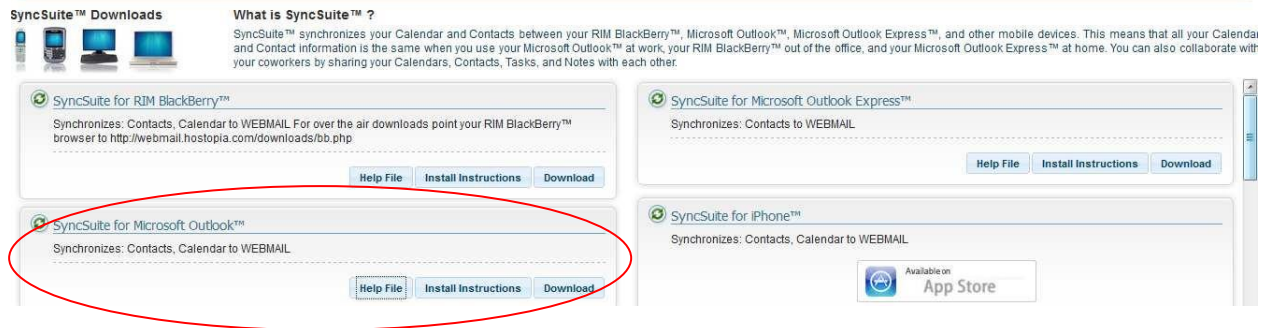 SyncSuite™ Downloads
What is SyncSuite™ ?
SyncSuite™ synchronizes your Calendar and Contacts between your RIM BlackBerry™, Microsoft Outlook™, Microsoft Outlook Express™, and other mobile devices. This means that all your Calendar
and Contact information is the same when you use your Microsoft Outlook™ at work, your RIM BlackBerry™ out of the office, and your Microsoft Outlook Express™ at home. You can also collaborate with
your coworkers by sharing your Calendars, Contacts, Tasks, and Notes with each other.
SyncSuite for RIM BlackBerry™
Synchronizes: Contacts, Calendar to WEBMAIL For over the air downloads point your RIM BlackBerry™
browser to http://webmail.hostopia.com/downloads/bb.php
Help File Install Instructions Download
SyncSuite for Microsoft Outlook Express™
Synchronizes: Contacts to WEBMAIL
Help File Install Instructions Download
SyncSuite for Microsoft Outlook™
Synchronizes: Contacts, Calendar to WEBMAIL
Help File Install Instructions Download
SyncSuite for iPhone™
Synchronizes: Contacts, Calendar to WEBMAIL
Available on
App Store